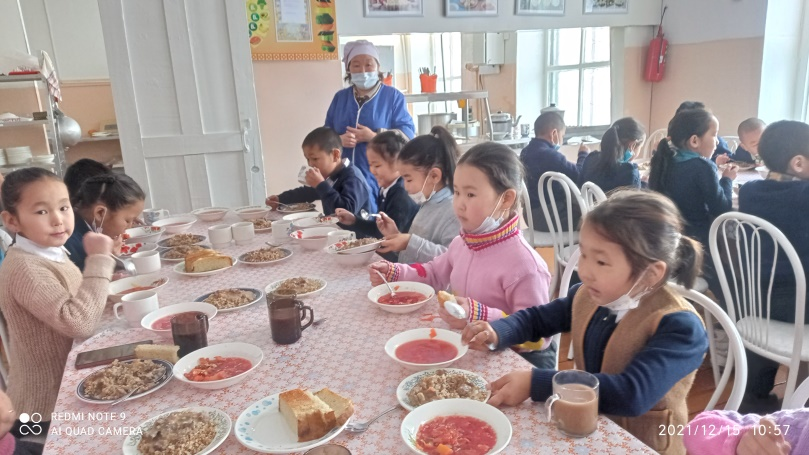 REDMI NOTE 9
AI QUAD CAMERA
2021/12/15 10:57